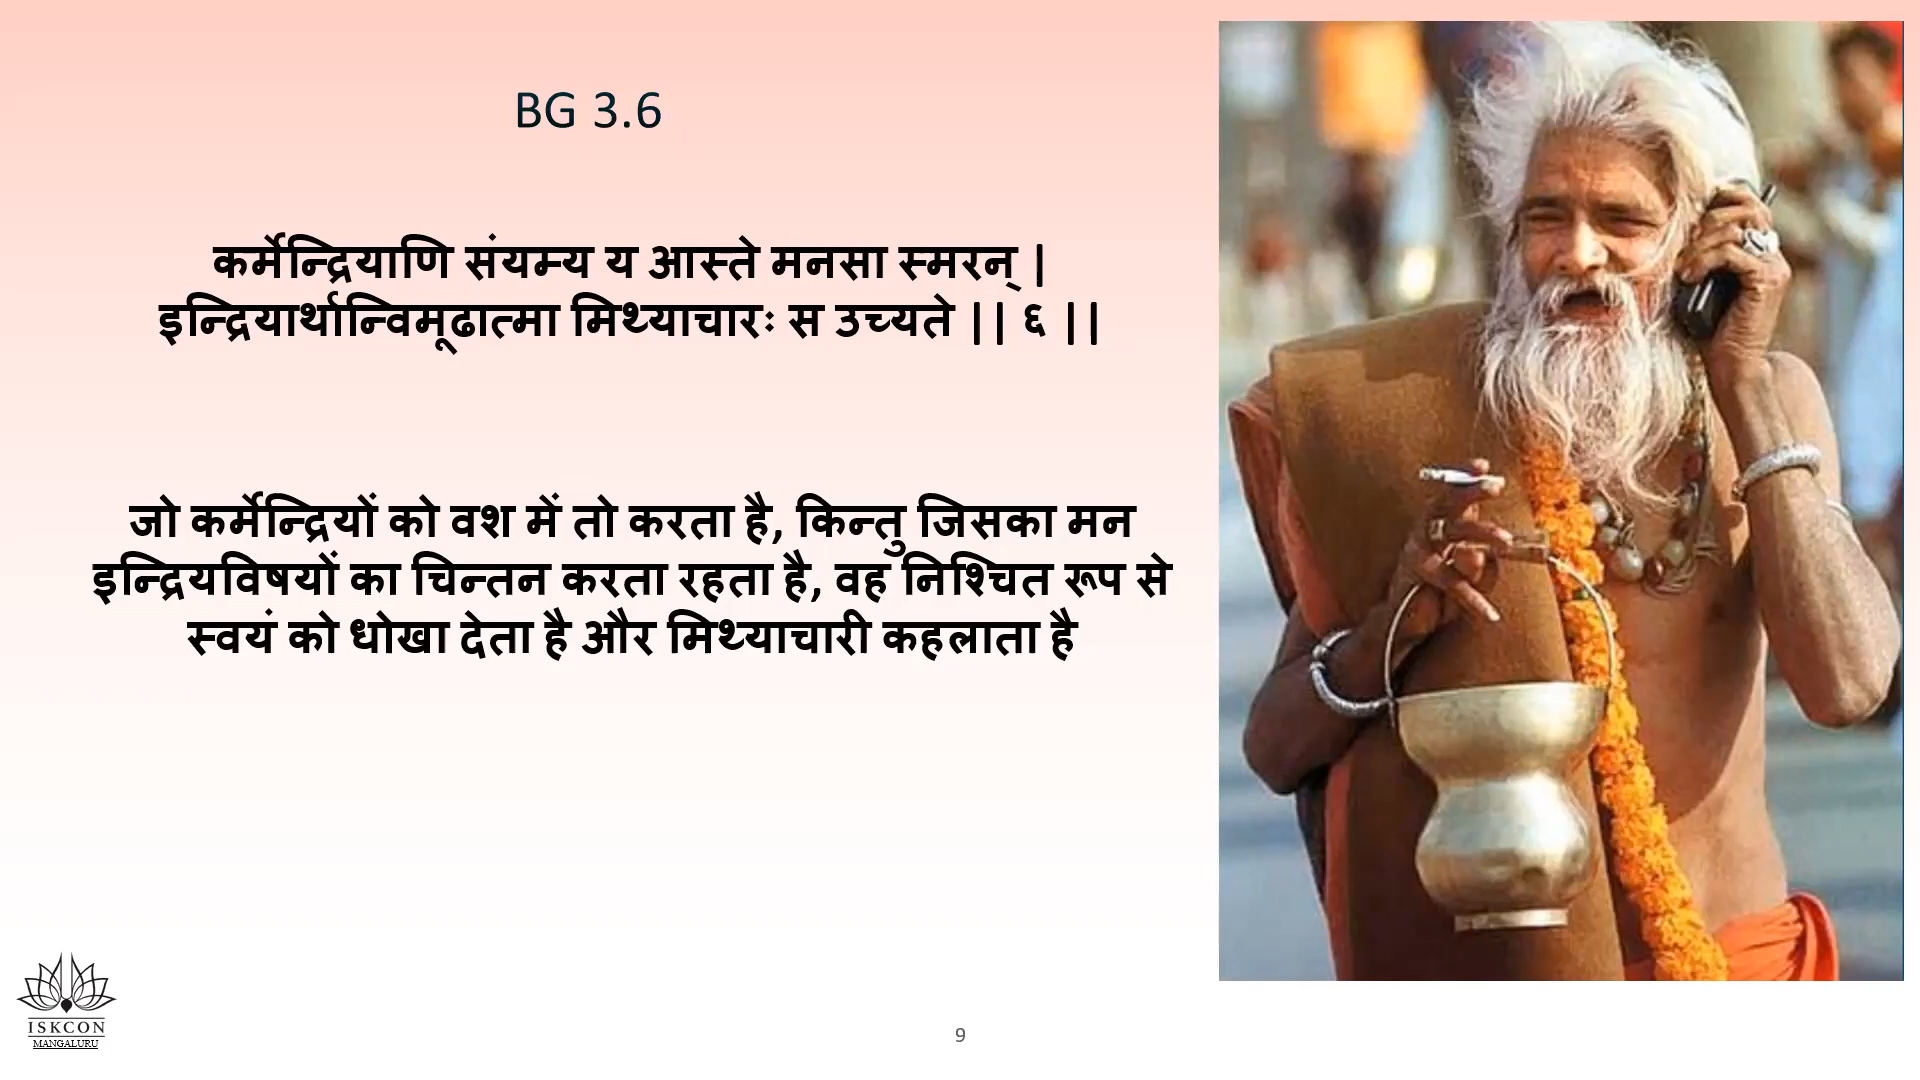 BG 3.6
कर्मेन्द्रियाणि संयम्य य आस्ते मनसा स्मरन् |
इन्द्रियार्थान्विमूढात्मा मिथ्याचारः स उच्यते || ६ ||
जो कर्मेन्द्रियों को वश में तो करता है, किन्तु जिसका मन
इन्द्रियविषयों का चिन्तन करता रहता है, वह निश्चित रूप से
स्वयं को धोखा देता है और मिथ्याचारी कहलाता है
ISKCON
MANGALURU
9